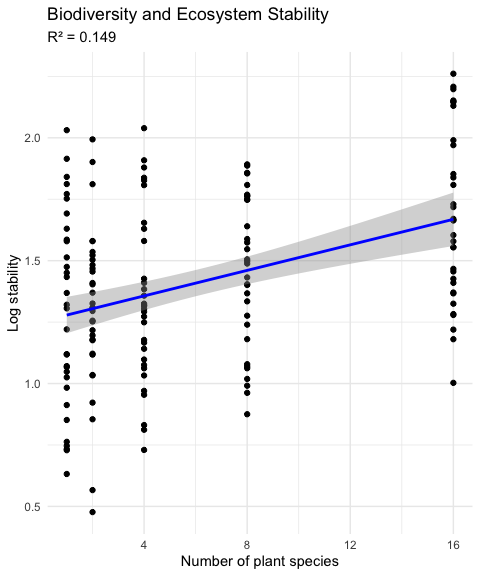 Biodiversity and Ecosystem Stability
R² = 0.149
Log stability
2.0
1.5
1.0
0.5
4
8
12
16
Number of plant species